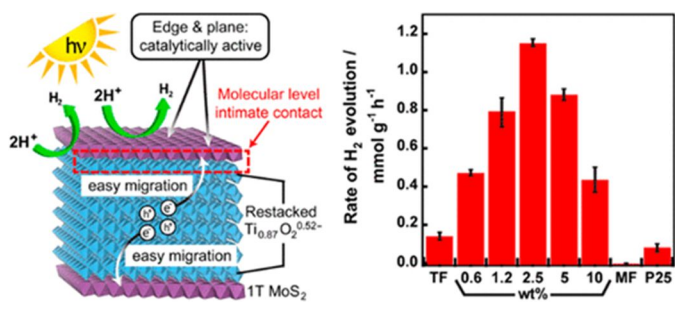 hν
Edge & plane:
catalytically active
H₂
2H⁺
H₂
2H⁺
Molecular level
intimate contact
easy migration
h⁺
e⁻
e⁻
h⁺
easy migration
Restacked
Ti₀.₈₇O₂⁰·⁵²⁻
1T MoS₂
Rate of H₂ evolution /
mmol g⁻¹ h⁻¹
1.2
1.0
0.8
0.6
0.4
0.2
0.0
TF 0.6 1.2 2.5 5 10 MF P25
wt%